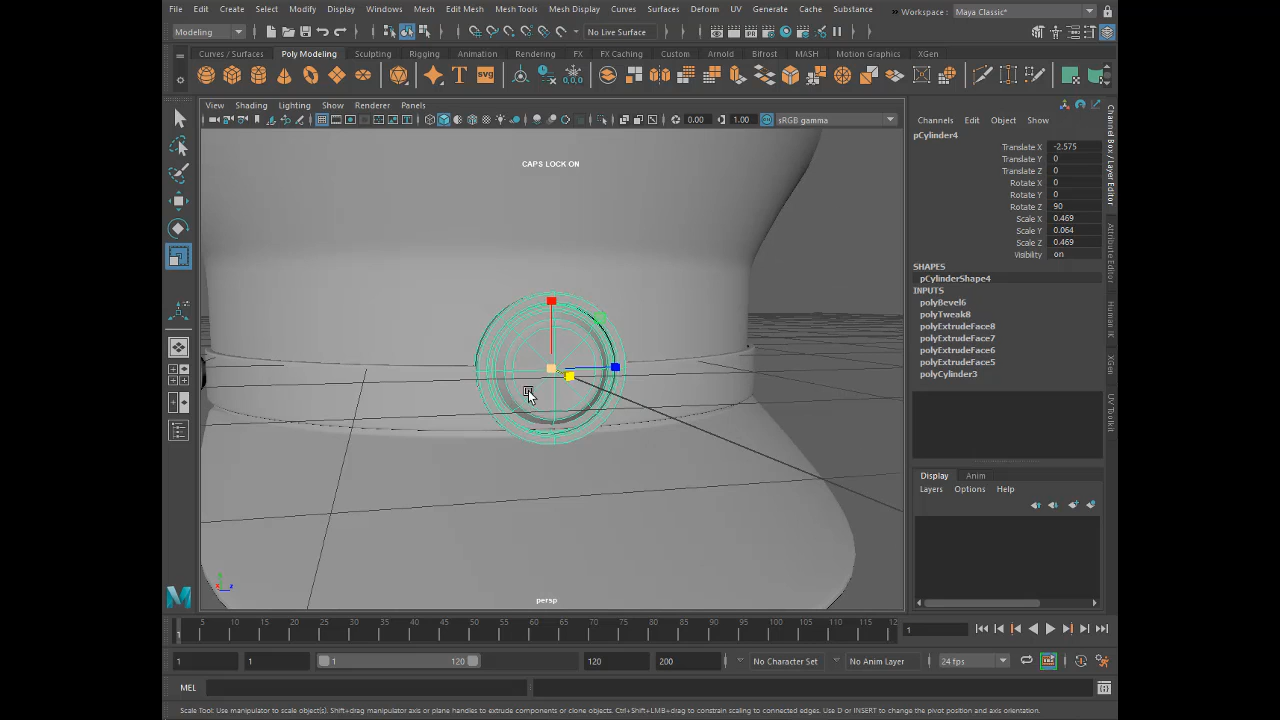 File Edit Create Select Modify Display Windows Mesh Edit Mesh Mesh Tools Mesh Display Curves Surfaces Deform UV Generate Cache Substance » Workspace : Maya Classic*
Modeling No Live Surface
Curves / Surfaces Poly Modeling Sculpting Rigging Animation Rendering FX FX Caching Custom Arnold Bifrost MASH Motion Graphics XGen
T svg 0,0,0
View Shading Lighting Show Renderer Panels
0.00 1.00 sRGB gamma
CAPS LOCK ON
persp
Channels Edit Object Show
pCylinder4
Translate X -2.575
Translate Y 0
Translate Z 0
Rotate X 0
Rotate Y 0
Rotate Z 90
Scale X 0.469
Scale Y 0.064
Scale Z 0.469
Visibility on
SHAPES
pCylinderShape4
INPUTS
polyBevel6
polyTweak8
polyExtrudeFace8
polyExtrudeFace7
polyExtrudeFace6
polyExtrudeFace5
polyCylinder3
Display Anim
Layers Options Help
Channel Box / Layer Editor
Attribute Editor
Human IK
XGen
UV Toolkit
1 5 10 15 20 25 30 35 40 45 50 55 60 65 70 75 80 85 90 95 100 105 110 115 12 1
1 1 1 120 120 200 No Character Set No Anim Layer 24 fps
MEL
Scale Tool: Use manipulator to scale object(s). Shift+drag manipulator axis or plane handles to extrude components or clone objects. Ctrl+Shift+LMB+drag to constrain scaling to connected edges. Use D or INSERT to change the pivot position and axis orientation.